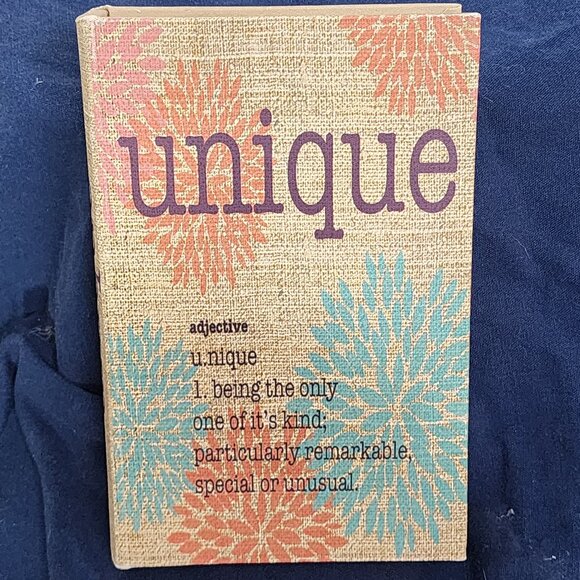 unique
adjective
u.nique
1. being the only
one of it's kind;
particularly remarkable,
special or unusual.